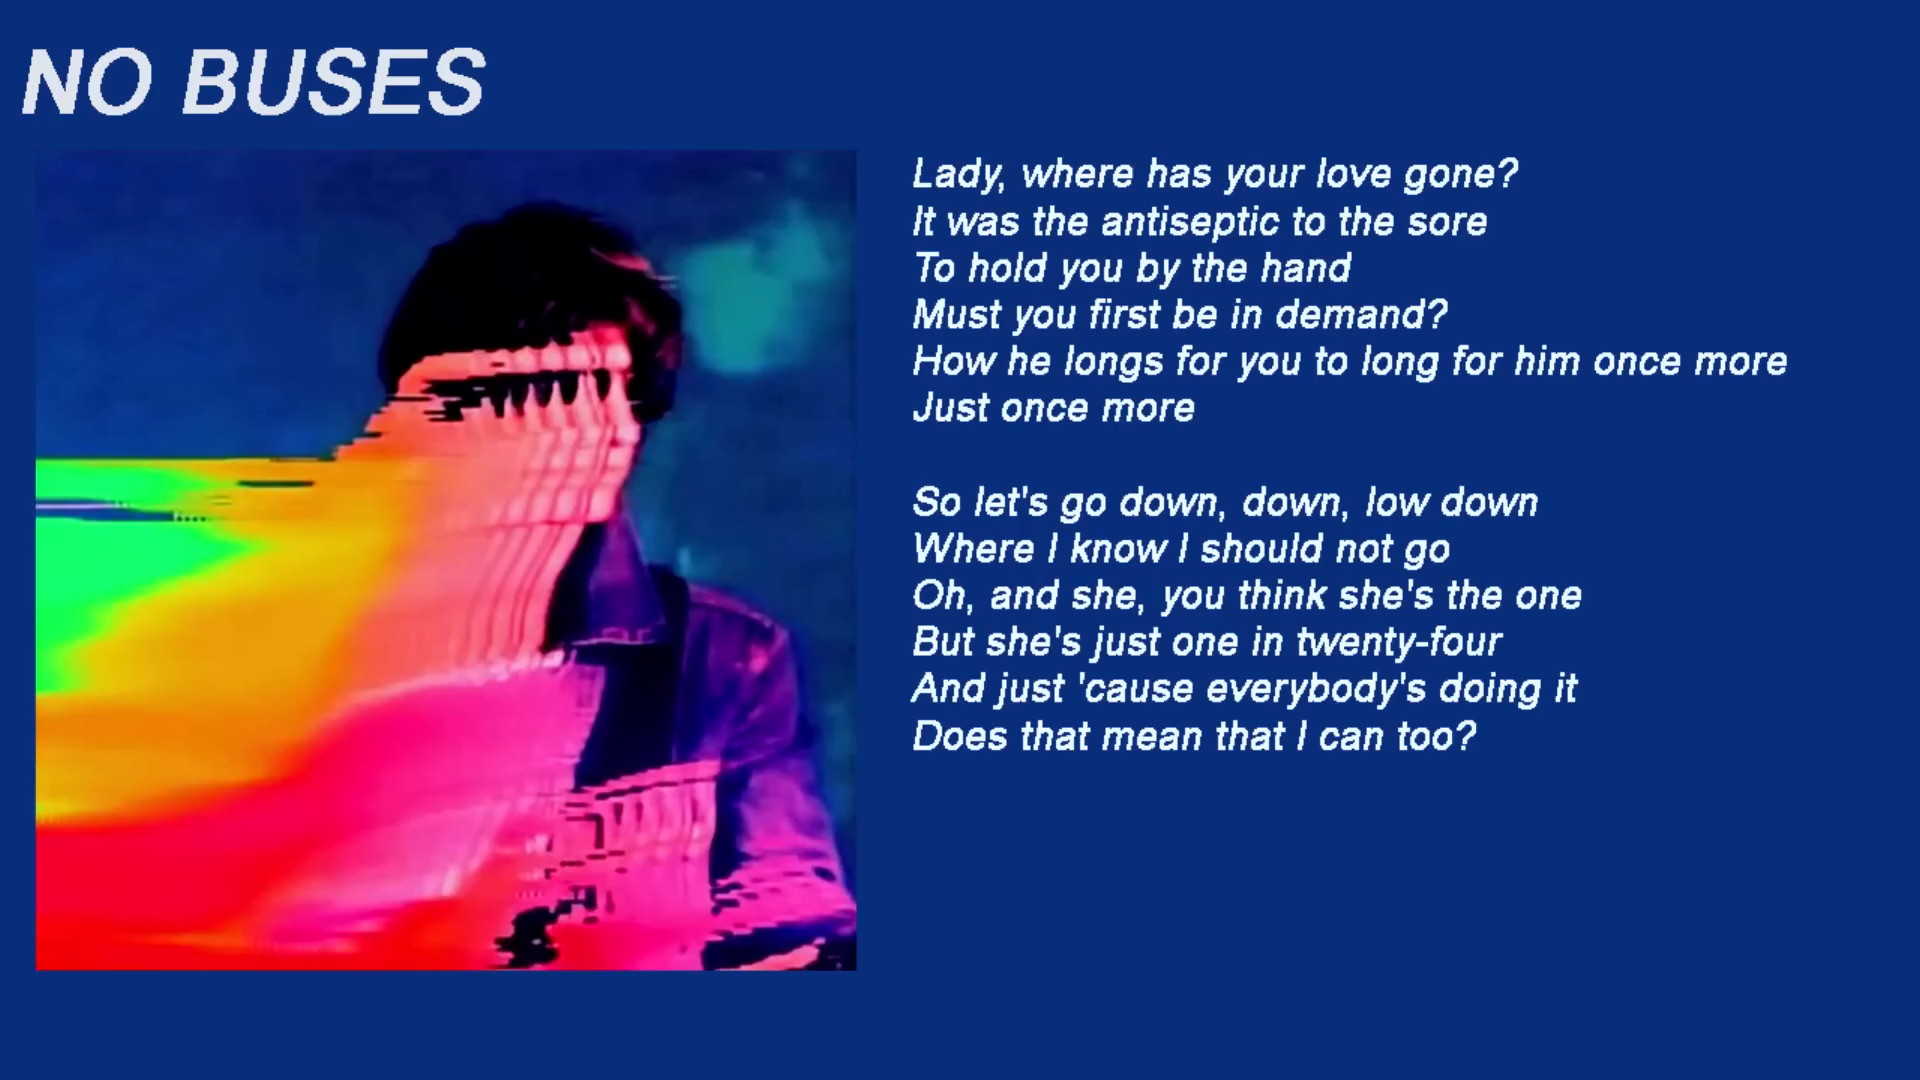 NO BUSES
Lady, where has your love gone?
It was the antiseptic to the sore
To hold you by the hand
Must you first be in demand?
How he longs for you to long for him once more
Just once more
So let's go down, down, low down
Where I know I should not go
Oh, and she, you think she's the one
But she's just one in twenty-four
And just 'cause everybody's doing it
Does that mean that I can too?